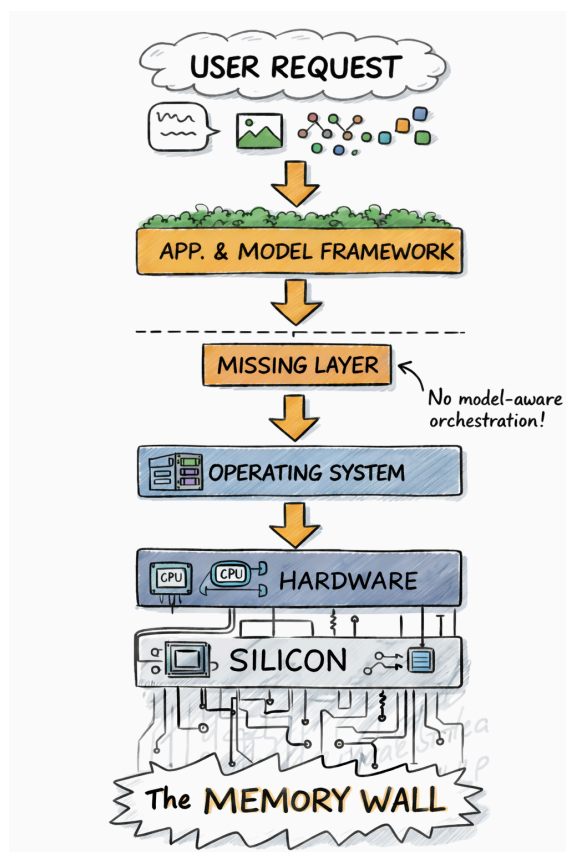 USER REQUEST
APP. & MODEL FRAMEWORK
MISSING LAYER
No model-aware
orchestration!
OPERATING SYSTEM
CPU
CPU
HARDWARE
SILICON
The MEMORY WALL